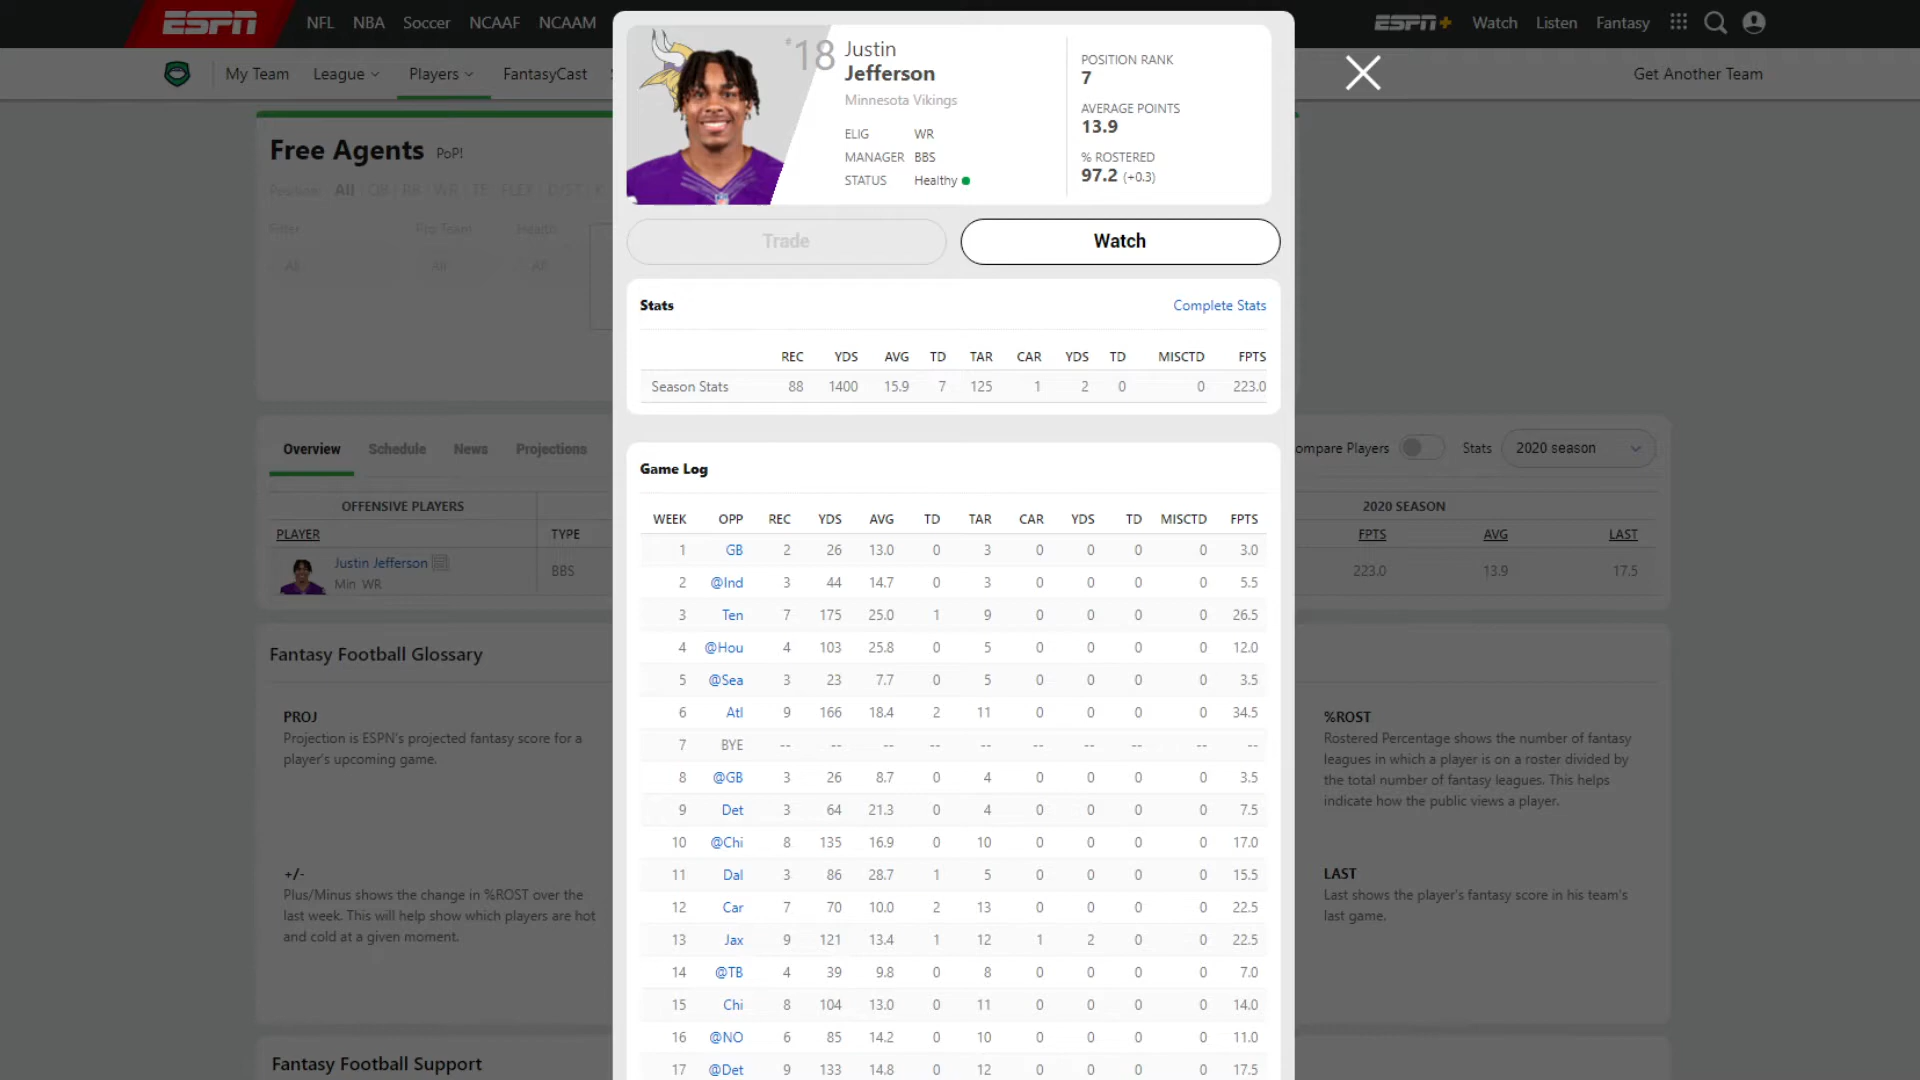 ESPN NFL NBA Soccer NCAAF NCAAM ESPN+ Watch Listen Fantasy
My Team League Players FantasyCast Get Another Team
#18 Justin
Jefferson
Minnesota Vikings
ELIG WR
MANAGER BBS
STATUS Healthy
POSITION RANK
7
AVERAGE POINTS
13.9
% ROSTERED
97.2 (+0.3)
Free Agents PoP!
Position All QB RB WR TE FLEX D/ST K
Filter Pro Team Health
All All All
Trade Watch
Stats Complete Stats
REC YDS AVG TD TAR CAR YDS TD MISCTD FPTS
Season Stats 88 1400 15.9 7 125 1 2 0 0 223.0
Overview Schedule News Projections
ompare Players Stats 2020 season
OFFENSIVE PLAYERS
PLAYER TYPE
Justin Jefferson
Min WR
BBS
2020 SEASON
FPTS AVG LAST
223.0 13.9 17.5
Game Log
WEEK OPP REC YDS AVG TD TAR CAR YDS TD MISCTD FPTS
1 GB 2 26 13.0 0 3 0 0 0 0 3.0
2 @Ind 3 44 14.7 0 3 0 0 0 0 5.5
3 Ten 7 175 25.0 1 9 0 0 0 0 26.5
4 @Hou 4 103 25.8 0 5 0 0 0 0 12.0
5 @Sea 3 23 7.7 0 5 0 0 0 0 3.5
6 Atl 9 166 18.4 2 11 0 0 0 0 34.5
7 BYE -- -- -- -- -- -- -- -- -- --
8 @GB 3 26 8.7 0 4 0 0 0 0 3.5
9 Det 3 64 21.3 0 4 0 0 0 0 7.5
10 @Chi 8 135 16.9 0 10 0 0 0 0 17.0
11 Dal 3 86 28.7 1 5 0 0 0 0 15.5
12 Car 7 70 10.0 2 13 0 0 0 0 22.5
13 Jax 9 121 13.4 1 12 1 2 0 0 22.5
14 @TB 4 39 9.8 0 8 0 0 0 0 7.0
15 Chi 8 104 13.0 0 11 0 0 0 0 14.0
16 @NO 6 85 14.2 0 10 0 0 0 0 11.0
17 @Det 9 133 14.8 0 12 0 0 0 0 17.5
Fantasy Football Glossary
PROJ
Projection is ESPN's projected fantasy score for a
player's upcoming game.
+/-
Plus/Minus shows the change in %ROST over the
last week. This will help show which players are hot
and cold at a given moment.
%ROST
Rostered Percentage shows the number of fantasy
leagues in which a player is on a roster divided by
the total number of fantasy leagues. This helps
indicate how the public views a player.
LAST
Last shows the player's fantasy score in his team's
last game.
Fantasy Football Support